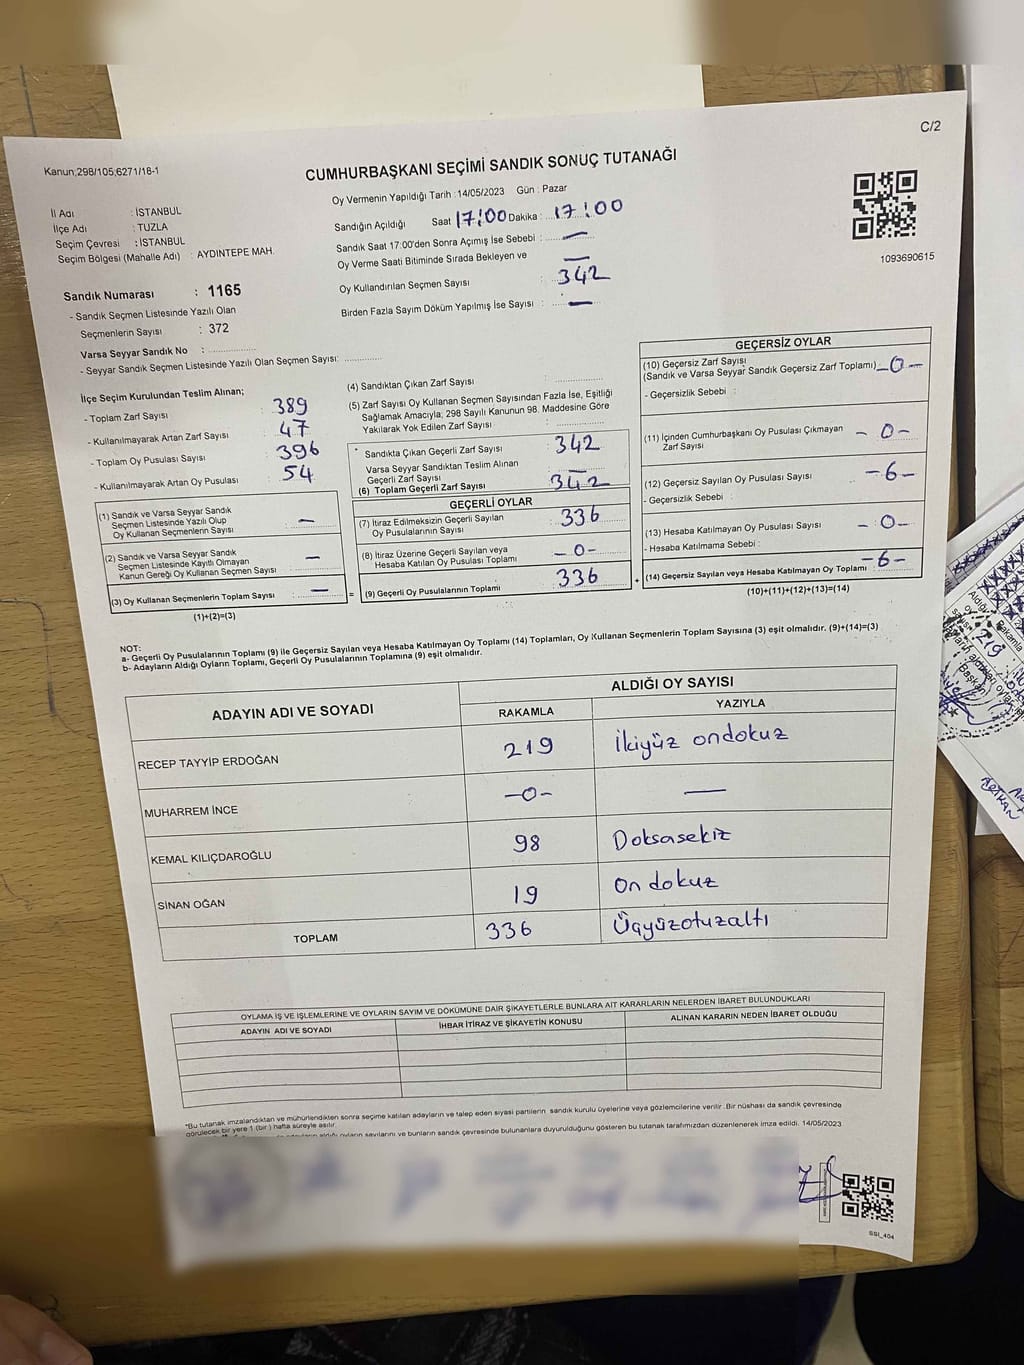 C/2
Kanun;298/105,6271/18-1
CUMHURBAŞKANI SEÇİMİ SANDIK SONUÇ TUTANAĞI
Oy Vermenin Yapıldığı Tarih : 14/05/2023 Gün : Pazar
İl Adı : İSTANBUL
İlçe Adı : TUZLA
Seçim Çevresi : İSTANBUL
Seçim Bölgesi (Mahalle Adı) : AYDINTEPE MAH.
Sandığın Açıldığı Saat 17:00 Dakika : 17:00
Sandık Saat 17:00'den Sonra Açımış İse Sebebi : —
Oy Verme Saati Bitiminde Sırada Bekleyen ve —
Oy Kullandırılan Seçmen Sayısı : 342
Birden Fazla Sayım Döküm Yapılmış İse Sayısı : —
1093690615
Sandık Numarası : 1165
- Sandık Seçmen Listesinde Yazılı Olan
Seçmenlerin Sayısı : 372
Varsa Seyyar Sandık No :
- Seyyar Sandık Seçmen Listesinde Yazılı Olan Seçmen Sayısı:
İlçe Seçim Kurulundan Teslim Alınan;
- Toplam Zarf Sayısı : 389
- Kullanılmayarak Artan Zarf Sayısı : 47
- Toplam Oy Pusulası Sayısı : 396
- Kullanılmayarak Artan Oy Pusulası : 54
(1) Sandık ve Varsa Seyyar Sandık
Seçmen Listesinde Yazılı Olup
Oy Kullanan Seçmenlerin Sayısı : —
(2) Sandık ve Varsa Seyyar Sandık
Seçmen Listesinde Kayıtlı Olmayan
Kanun Gereği Oy Kullanan Seçmen Sayısı : —
(3) Oy Kullanan Seçmenlerin Toplam Sayısı : —
(1)+(2)=(3)
(4) Sandıktan Çıkan Zarf Sayısı :
(5) Zarf Sayısı Oy Kullanan Seçmen Sayısından Fazla İse, Eşitliği
Sağlamak Amacıyla; 298 Sayılı Kanunun 98. Maddesine Göre
Yakılarak Yok Edilen Zarf Sayısı :
Sandıkta Çıkan Geçerli Zarf Sayısı : 342
Varsa Seyyar Sandıktan Teslim Alınan
Geçerli Zarf Sayısı : —
(6) Toplam Geçerli Zarf Sayısı : 342
GEÇERLİ OYLAR
(7) İtiraz Edilmeksizin Geçerli Sayılan
Oy Pusulalarının Sayısı : 336
(8) İtiraz Üzerine Geçerli Sayılan veya
Hesaba Katılan Oy Pusulası Toplamı : -0-
(9) Geçerli Oy Pusulalarının Toplamı : 336
GEÇERSİZ OYLAR
(10) Geçersiz Zarf Sayısı
(Sandık ve Varsa Seyyar Sandık Geçersiz Zarf Toplamı) -0-
- Geçersizlik Sebebi :
(11) İçinden Cumhurbaşkanı Oy Pusulası Çıkmayan
Zarf Sayısı : -0-
(12) Geçersiz Sayılan Oy Pusulası Sayısı : -6-
- Geçersizlik Sebebi :
(13) Hesaba Katılmayan Oy Pusulası Sayısı : -0-
- Hesaba Katılmama Sebebi :
(14) Geçersiz Sayılan veya Hesaba Katılmayan Oy Toplamı : -6-
(10)+(11)+(12)+(13)=(14)
NOT:
a- Geçerli Oy Pusulalarının Toplamı (9) ile Geçersiz Sayılan veya Hesaba Katılmayan Oy Toplamı (14) Toplamları, Oy Kullanan Seçmenlerin Toplam Sayısına (3) eşit olmalıdır. (9)+(14)=(3)
b- Adayların Aldığı Oyların Toplamı, Geçerli Oy Pusulalarının Toplamına (9) eşit olmalıdır.
ADAYIN ADI VE SOYADI ALDIĞI OY SAYISI
RAKAMLA YAZIYLA
RECEP TAYYİP ERDOĞAN 219 İkiyüz ondokuz
MUHARREM İNCE -0- —
KEMAL KILIÇDAROĞLU 98 Doksasekiz
SİNAN OĞAN 19 On dokuz
TOPLAM 336 Üçyüzotuzaltı
OYLAMA İŞ VE İŞLEMLERİNE VE OYLARIN SAYIM VE DÖKÜMÜNE DAİR ŞİKAYETLERLE BUNLARA AİT KARARLARIN NELERDEN İBARET BULUNDUKLARI
ADAYIN ADI VE SOYADI İHBAR İTİRAZ VE ŞİKAYETİN KONUSU ALINAN KARARIN NEDEN İBARET OLDUĞU
*Bu tutanak imzalandıktan ve mühürlendikten sonra seçime katılan adayların ve talep eden siyasi partilerin sandık kurulu üyelerine veya gözlemcilerine verilir. Bir nüshası da sandık çevresinde
görülecek bir yere 1 (bir) hafta süreyle asılır.
aldığı oyların sayılarını ve bunların sandık çevresinde bulunanlara duyurulduğunu gösteren bu tutanak tarafımızdan düzenlenerek imza edildi. 14/05/2023
SSI_404
219
Başkan